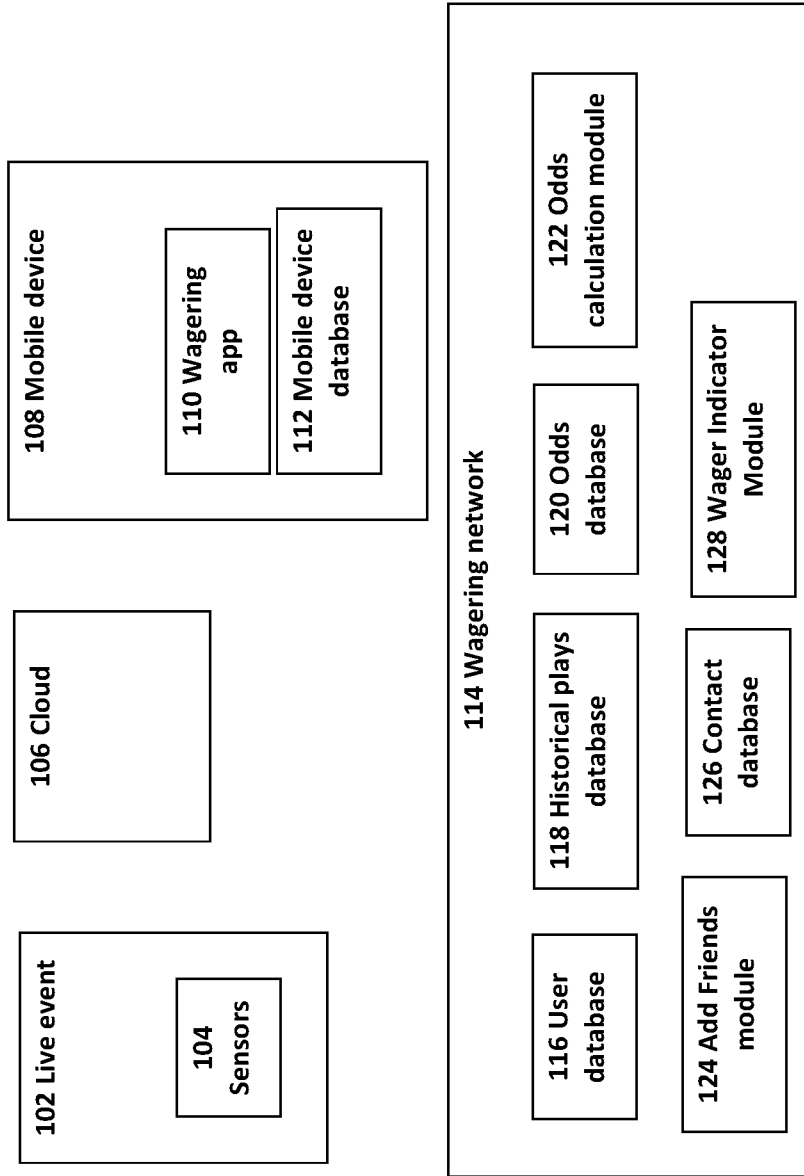 102 Live event
104
Sensors
106 Cloud
108 Mobile device
110 Wagering
app
112 Mobile device
database
114 Wagering network
116 User
database
118 Historical plays
database
120 Odds
database
122 Odds
calculation module
124 Add Friends
module
126 Contact
database
128 Wager Indicator
Module